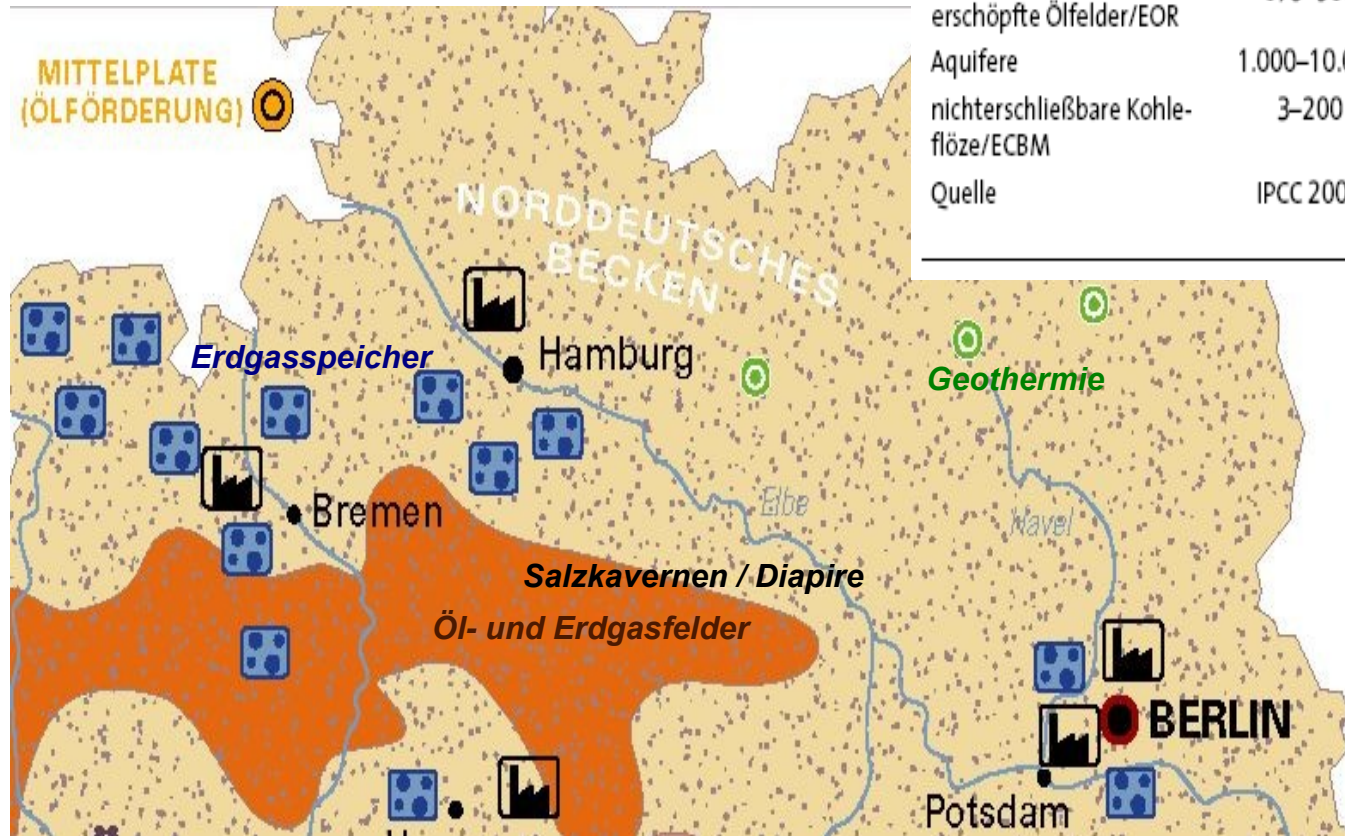 MITTELPLATE
(ÖLFÖRDERUNG)
erschöpfte Ölfelder/EOR
Aquifere 1.000–10.
nichterschließbare Kohle- 3–200
flöze/ECBM
Quelle IPCC 200
NORDDEUTSCHES
BECKEN
Erdgasspeicher
Hamburg
Geothermie
Bremen
Elbe
Havel
Salzkavernen / Diapire
Öl- und Erdgasfelder
BERLIN
Potsdam